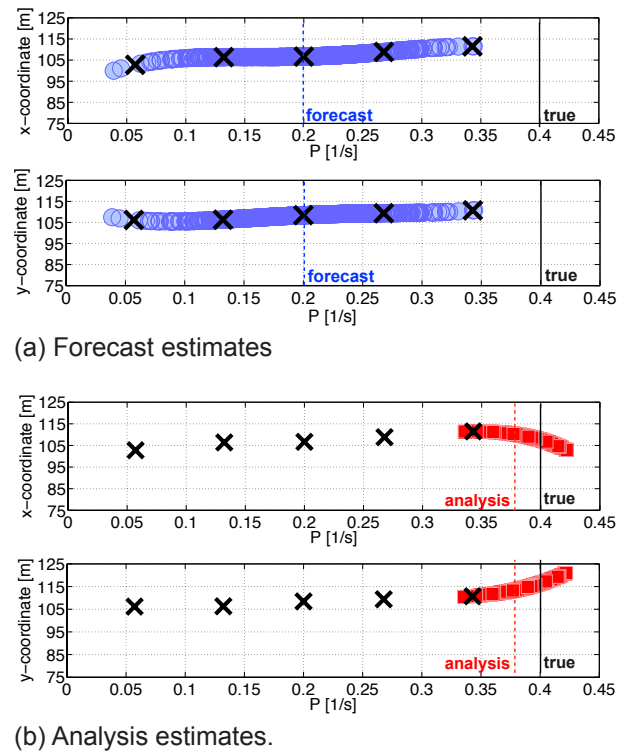 x−coordinate [m]
125
115
105
95
85
75
0 0.05 0.1 0.15 0.2 0.25 0.3 0.35 0.4 0.45
P [1/s]
forecast
true
y−coordinate [m]
125
115
105
95
85
75
0 0.05 0.1 0.15 0.2 0.25 0.3 0.35 0.4 0.45
P [1/s]
forecast
true
(a) Forecast estimates
x−coordinate [m]
125
115
105
95
85
75
0 0.05 0.1 0.15 0.2 0.25 0.3 0.35 0.4 0.45
P [1/s]
analysis
true
y−coordinate [m]
125
115
105
95
85
75
0 0.05 0.1 0.15 0.2 0.25 0.3 0.35 0.4 0.45
P [1/s]
analysis
true
(b) Analysis estimates.